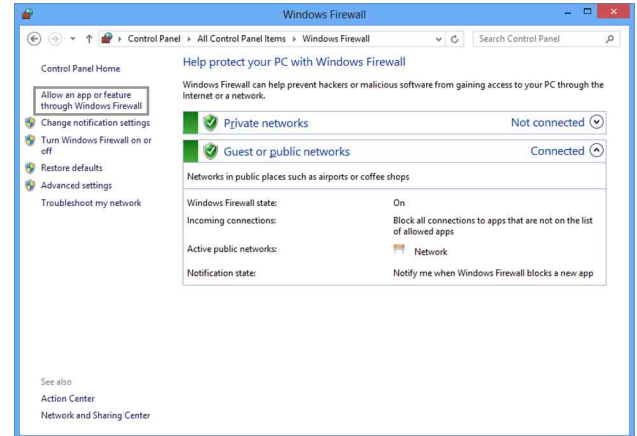 Windows Firewall
Control Panel ▸ All Control Panel Items ▸ Windows Firewall
Search Control Panel
Control Panel Home
Allow an app or feature
through Windows Firewall
Change notification settings
Turn Windows Firewall on or
off
Restore defaults
Advanced settings
Troubleshoot my network
See also
Action Center
Network and Sharing Center
Help protect your PC with Windows Firewall
Windows Firewall can help prevent hackers or malicious software from gaining access to your PC through the
Internet or a network.
Private networks Not connected
Guest or public networks Connected
Networks in public places such as airports or coffee shops
Windows Firewall state: On
Incoming connections: Block all connections to apps that are not on the list
of allowed apps
Active public networks: Network
Notification state: Notify me when Windows Firewall blocks a new app